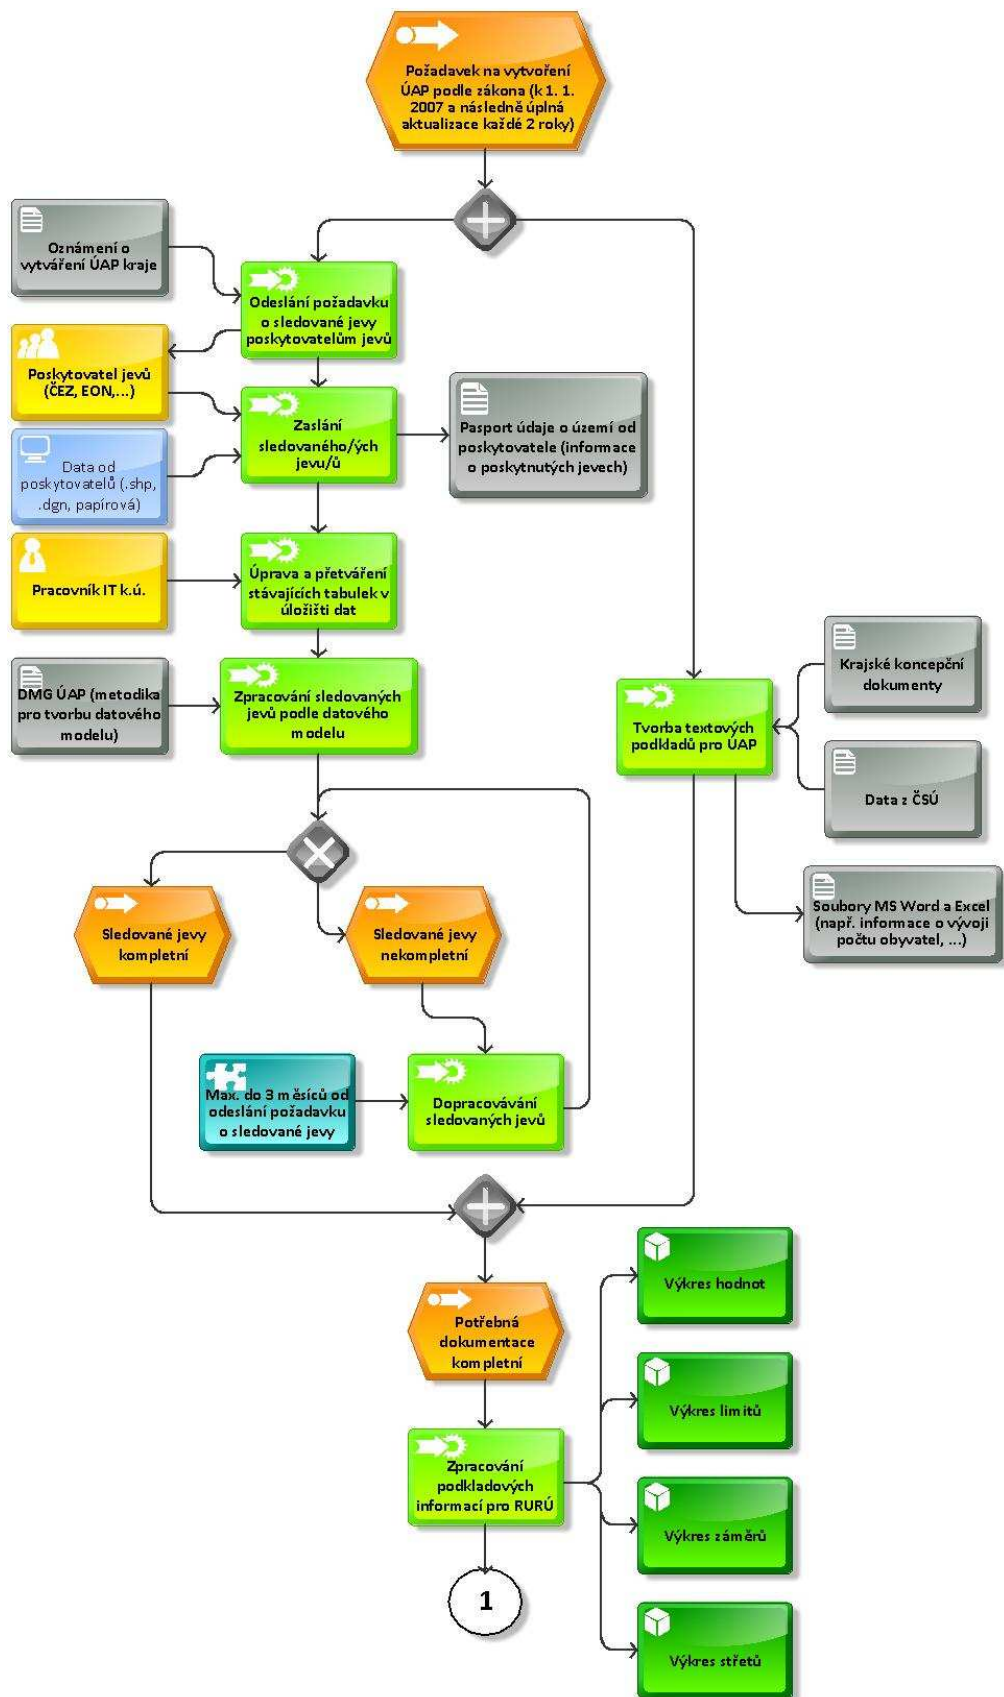 Požadavek na vytvoření
ÚAP podle zákona (k 1. 1.
2007 a následně úplná
aktualizace každé 2 roky)
Oznámení o
vytváření ÚAP kraje
Odeslání požadavku
o sledované jevy
poskytovatelům jevů
Poskytovatel jevů
(ČEZ, EON,...)
Zaslání
sledovaného/ých
jevu/ů
Pasport údaje o území od
poskytovatele (informace
o poskytnutých jevech)
Data od
poskytovatelů (.shp,
.dgn, papírová)
Pracovník IT k.ú.
Úprava a přetváření
stávajících tabulek v
úložišti dat
DMG ÚAP (metodika
pro tvorbu datového
modelu)
Zpracování sledovaných
jevů podle datového
modelu
Tvorba textových
podkladů pro ÚAP
Krajské koncepční
dokumenty
Data z ČSÚ
Soubory MS Word a Excel
(např. informace o vývoji
počtu obyvatel, ...)
Sledované jevy
kompletní
Sledované jevy
nekompletní
Max. do 3 měsíců od
odeslání požadavku
o sledované jevy
Dopracovávání
sledovaných jevů
Potřebná
dokumentace
kompletní
Zpracování
podkladových
informací pro RURÚ
Výkres hodnot
Výkres limitů
Výkres záměrů
Výkres střetů
1